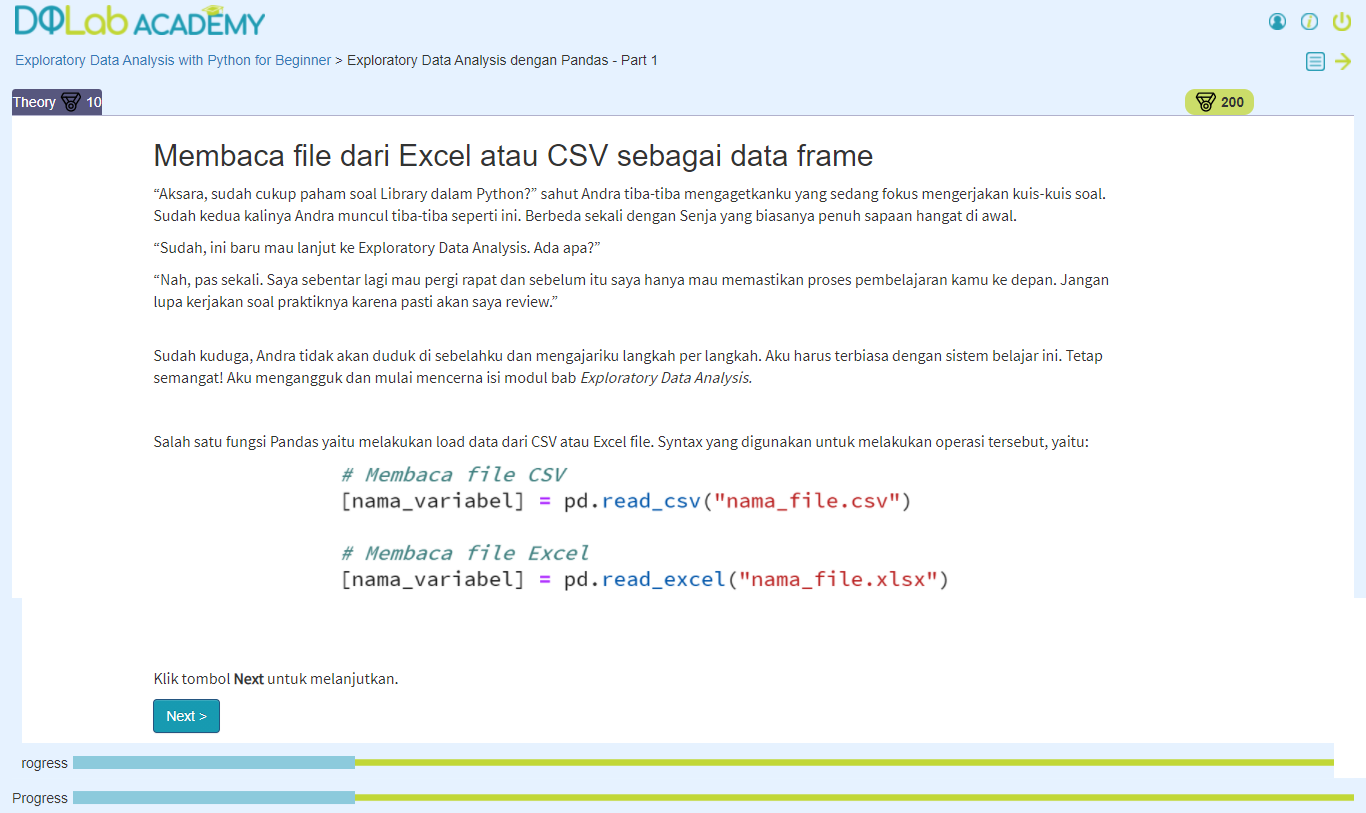 DQLab ACADEMY
Exploratory Data Analysis with Python for Beginner > Exploratory Data Analysis dengan Pandas - Part 1
Theory 10
200
Membaca file dari Excel atau CSV sebagai data frame
“Aksara, sudah cukup paham soal Library dalam Python?” sahut Andra tiba-tiba mengagetkanku yang sedang fokus mengerjakan kuis-kuis soal.
Sudah kedua kalinya Andra muncul tiba-tiba seperti ini. Berbeda sekali dengan Senja yang biasanya penuh sapaan hangat di awal.
“Sudah, ini baru mau lanjut ke Exploratory Data Analysis. Ada apa?”
“Nah, pas sekali. Saya sebentar lagi mau pergi rapat dan sebelum itu saya hanya mau memastikan proses pembelajaran kamu ke depan. Jangan
lupa kerjakan soal praktiknya karena pasti akan saya review.”
Sudah kuduga, Andra tidak akan duduk di sebelahku dan mengajariku langkah per langkah. Aku harus terbiasa dengan sistem belajar ini. Tetap
semangat! Aku mengangguk dan mulai mencerna isi modul bab Exploratory Data Analysis.
Salah satu fungsi Pandas yaitu melakukan load data dari CSV atau Excel file. Syntax yang digunakan untuk melakukan operasi tersebut, yaitu:
# Membaca file CSV
[nama_variabel] = pd.read_csv("nama_file.csv")
# Membaca file Excel
[nama_variabel] = pd.read_excel("nama_file.xlsx")
Klik tombol Next untuk melanjutkan.
Next >
rogress
Progress